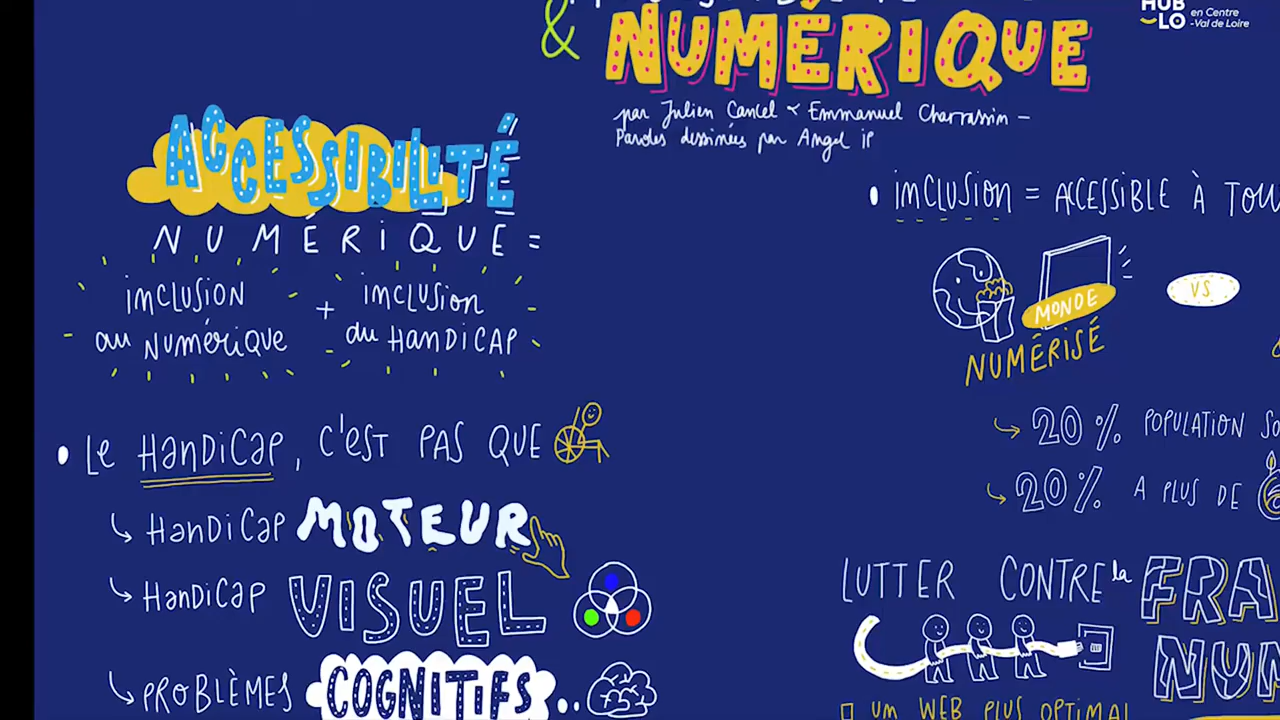 & NUMÉRIQUE
HUB
LO
en Centre
-Val de Loire
par Julien Cancel & Emmanuel Charrassin –
Paroles dessinées par Angel iP
ACCESSIBILITÉ
NUMÉRIQUE =
inCLUSION au NUMÉRIQUE + inCLUSION du HANDICAP
• LE HANDICAP, C'EST PAS QUE
↳ HANDICAP MOTEUR
↳ HANDICAP VISUEL
↳ PROBLÈMES COGNITIFS ..
• inCLUSION = ACCESSIBLE À TOU
MONDE
NUMÉRISÉ
VS
↳ 20 % POPULATION SO
↳ 20 % A PLUS DE 6
LUTTER CONTRE la FRA
NUM
UN WEB PLUS OPTIMAL